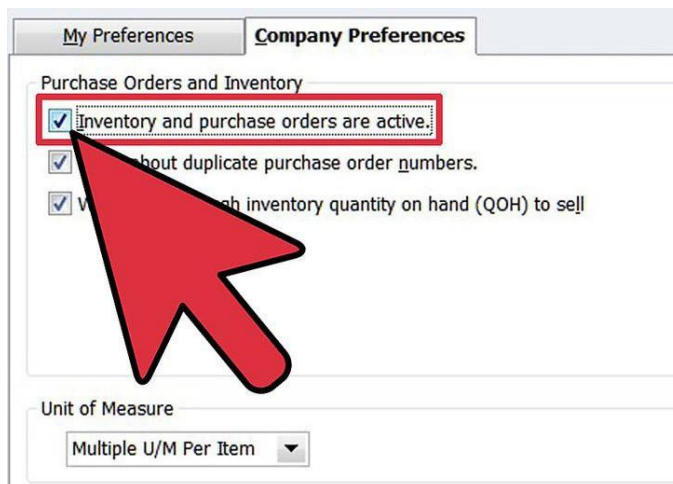 My Preferences
Company Preferences
Purchase Orders and Inventory
Inventory and purchase orders are active.
about duplicate purchase order numbers.
inventory quantity on hand (QOH) to sell
Unit of Measure
Multiple U/M Per Item